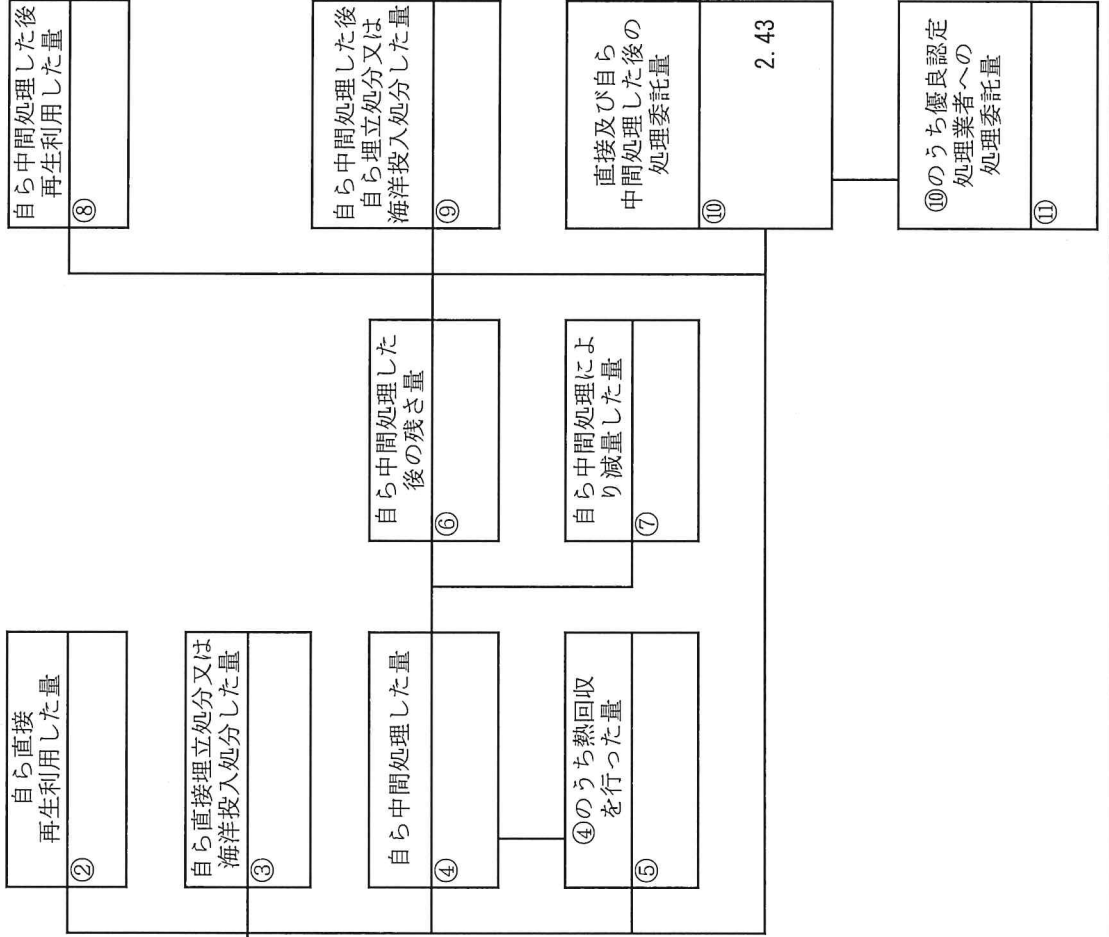 自ら直接
再生利用した量
②
自ら直接埋立処分又は
海洋投入処分した量
③
自ら中間処理した量
④
④のうち熱回収
を行った量
⑤
自ら中間処理した
後の残さ量
⑥
自ら中間処理によ
り減量した量
⑦
自ら中間処理した後
再生利用した量
⑧
自ら中間処理した後
自ら埋立処分又は
海洋投入処分した量
⑨
直接及び自ら
中間処理した後の
処理委託量
⑩
2.43
⑩のうち優良認定
処理業者への
処理委託量
⑪